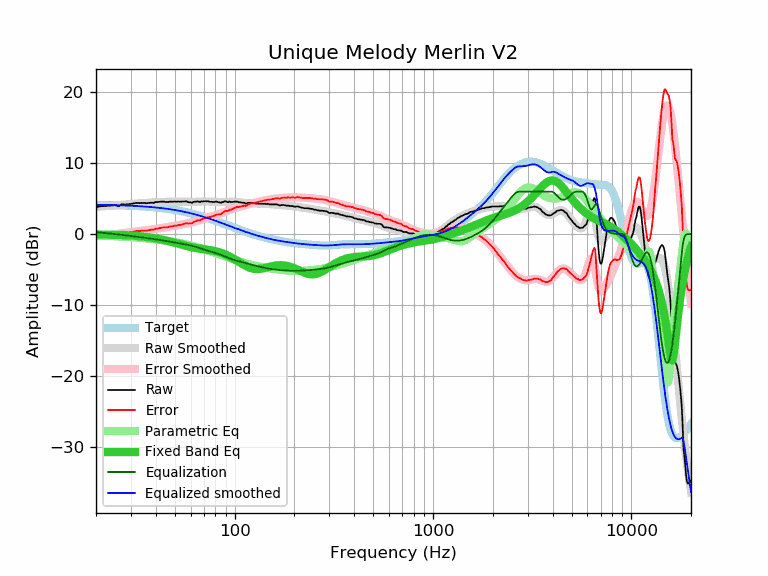 Unique Melody Merlin V2
20
10
0
−10
−20
−30
Amplitude (dBr)
Target
Raw Smoothed
Error Smoothed
Raw
Error
Parametric Eq
Fixed Band Eq
Equalization
Equalized smoothed
100
1000
10000
Frequency (Hz)